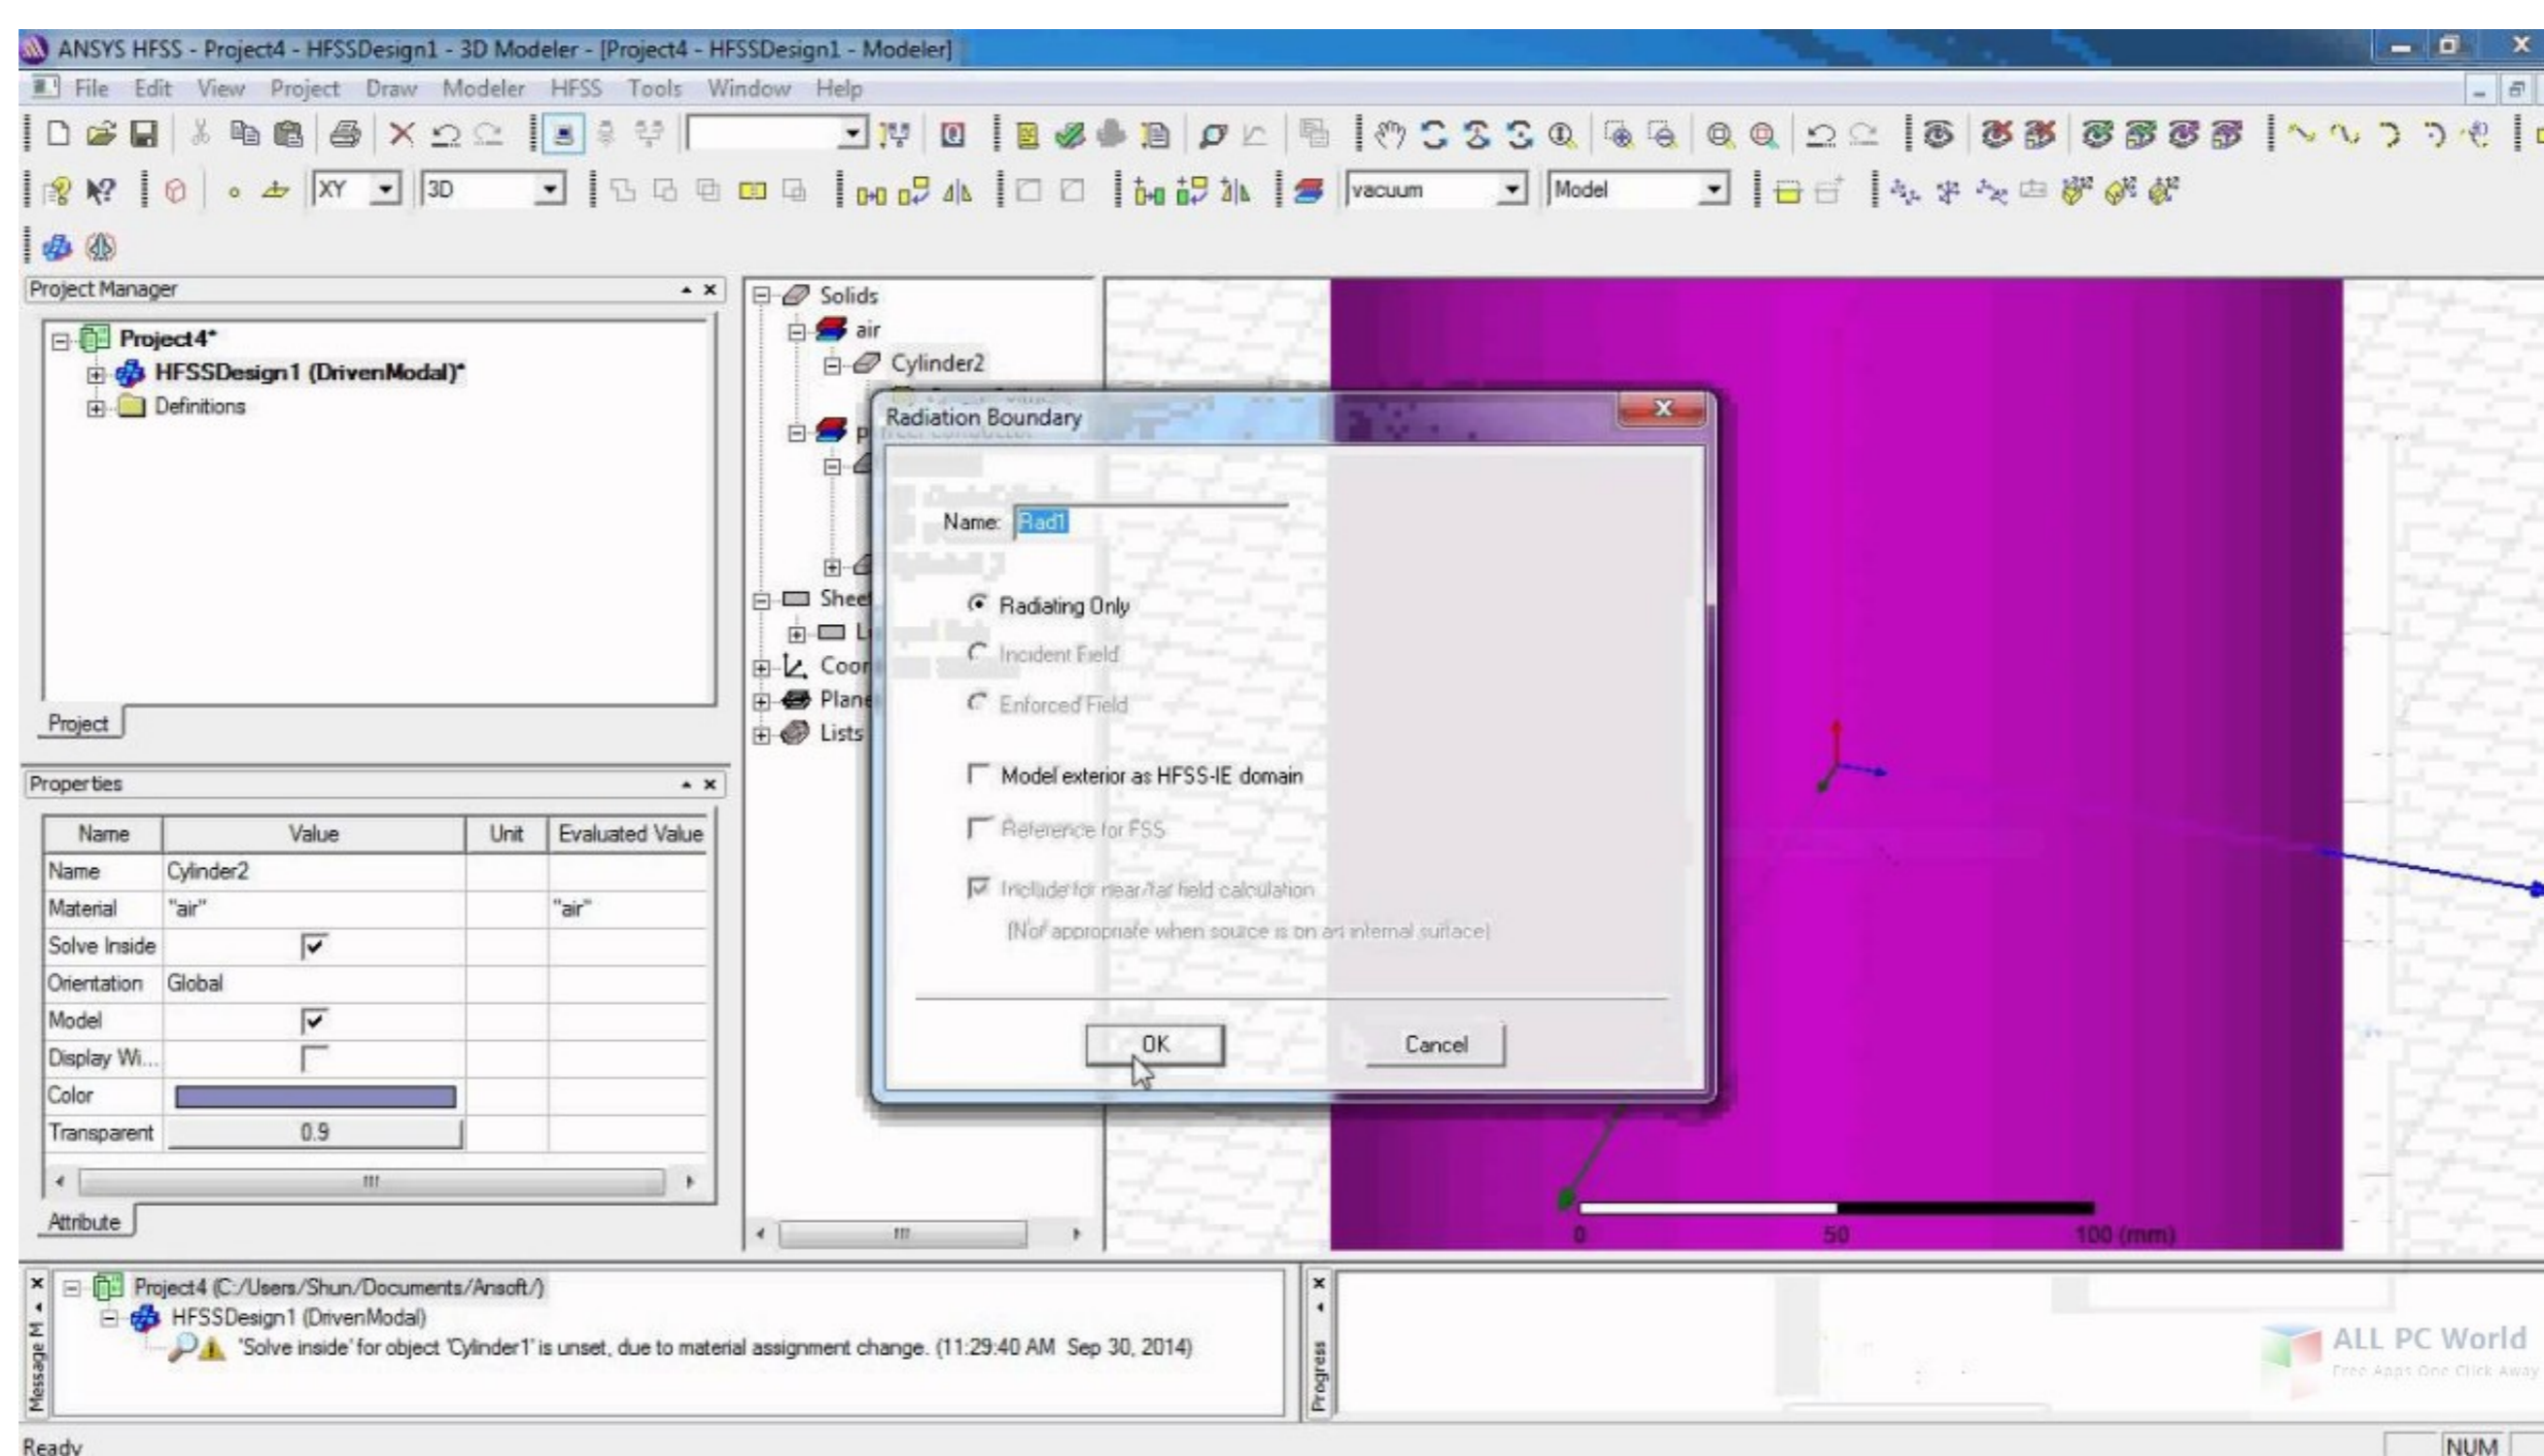 ANSYS HFSS - Project4 - HFSSDesign1 - 3D Modeler - [Project4 - HFSSDesign1 - Modeler]
File Edit View Project Draw Modeler HFSS Tools Window Help
XY 3D vacuum Model
Project Manager
Project4*
HFSSDesign1 (DrivenModal)*
Definitions
Project
Properties
Name Value Unit Evaluated Value
Name Cylinder2
Material "air" "air"
Solve Inside
Orientation Global
Model
Display Wi...
Color
Transparent 0.9
Attribute
Solids
air
Cylinder2
Sheet
Coor
Plane
Lists
Radiation Boundary
Name: Rad1
Radiating Only
Incident Field
Enforced Field
Model exterior as HFSS-IE domain
Reference for FSS
Include for near/far field calculation
(Not appropriate when source is on an internal surface)
OK Cancel
0 50 100 (mm)
Message M
Project4 (C:/Users/Shun/Documents/Ansoft/)
HFSSDesign1 (DrivenModal)
'Solve inside' for object 'Cylinder1' is unset, due to material assignment change. (11:29:40 AM Sep 30, 2014)
Progress
ALL PC World
Free Apps One Click Away
Ready
NUM